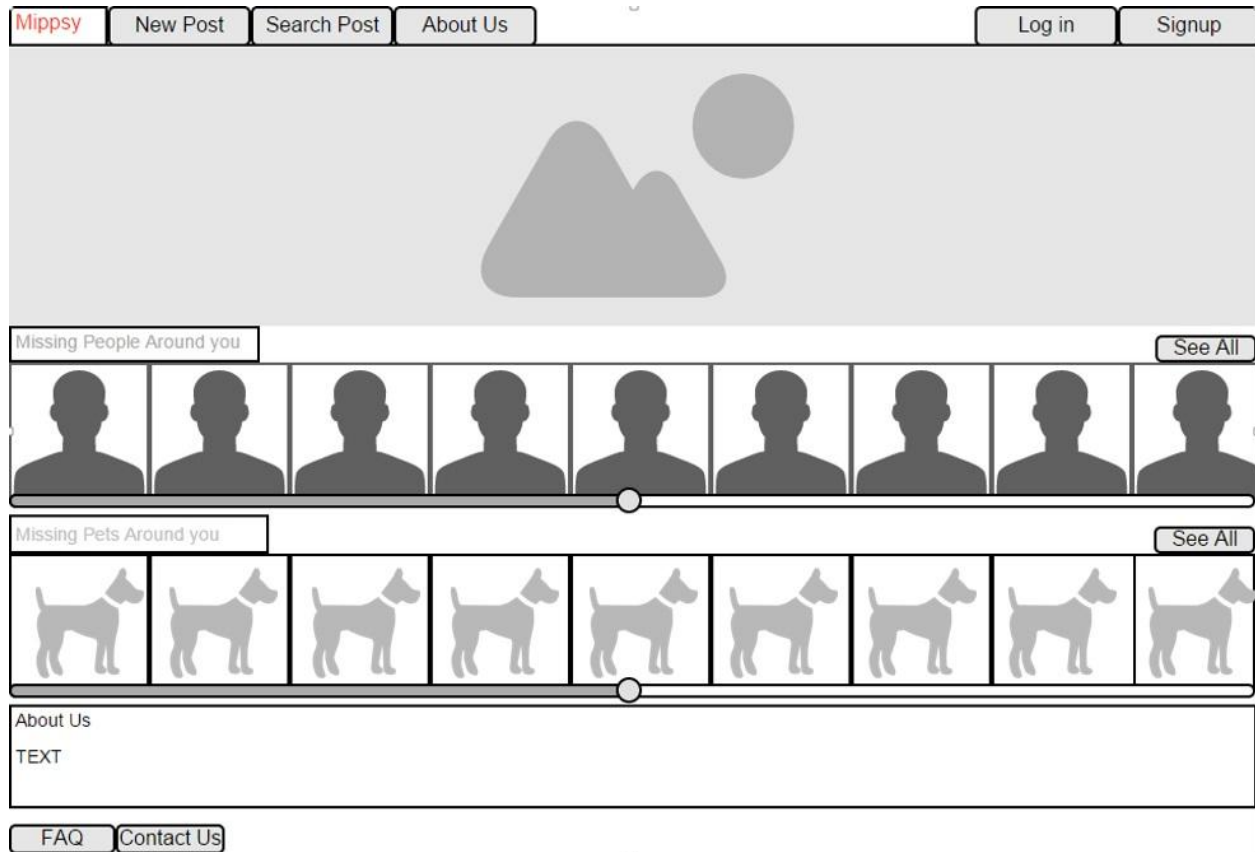 Mippsy New Post Search Post About Us Log in Signup
Missing People Around you See All
Missing Pets Around you See All
About Us
TEXT
FAQ Contact Us